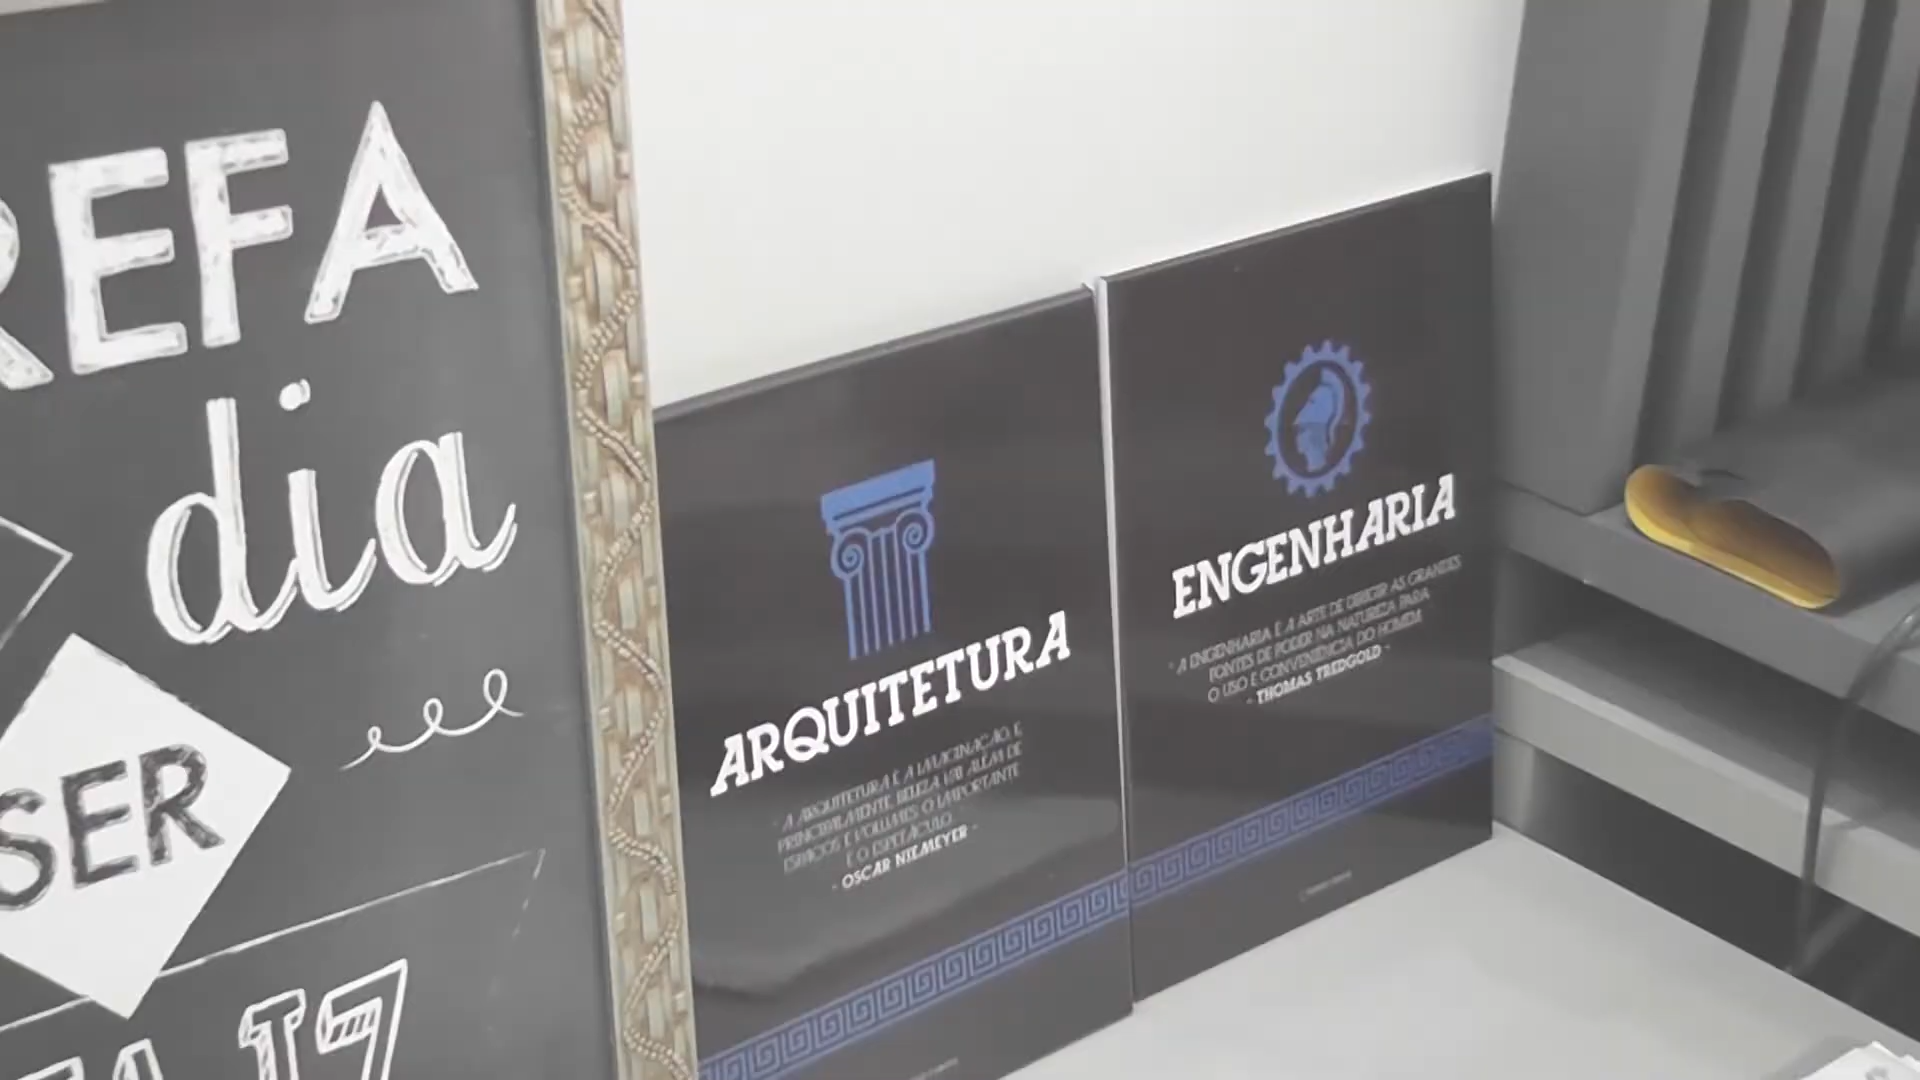 REFA
dia
SER
ARQUITETURA
- A ARQUITETURA É A IMAGINAÇÃO, E
PRINCIPALMENTE, BELEZA. VAI ALÉM DE
ESPAÇOS E VOLUMES. O IMPORTANTE
É O ESPETÁCULO.
- OSCAR NIEMEYER -
ENGENHARIA
- A ENGENHARIA É A ARTE DE DIRIGIR AS GRANDES
FONTES DE PODER NA NATUREZA PARA
O USO E CONVENIÊNCIA DO HOMEM.
- THOMAS TREDGOLD -